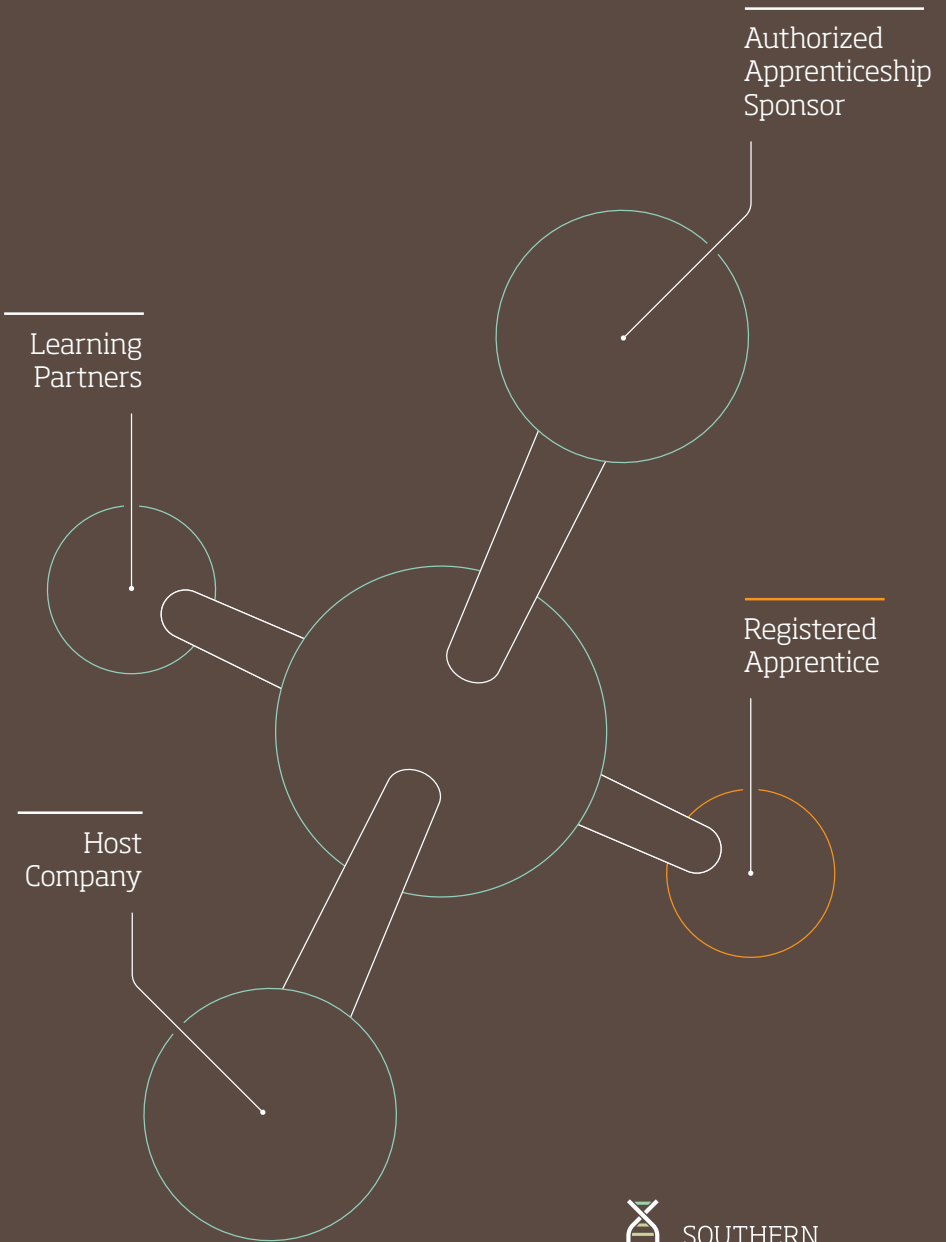 Authorized
Apprenticeship
Sponsor
Learning
Partners
Registered
Apprentice
Host
Company
SOUTHERN